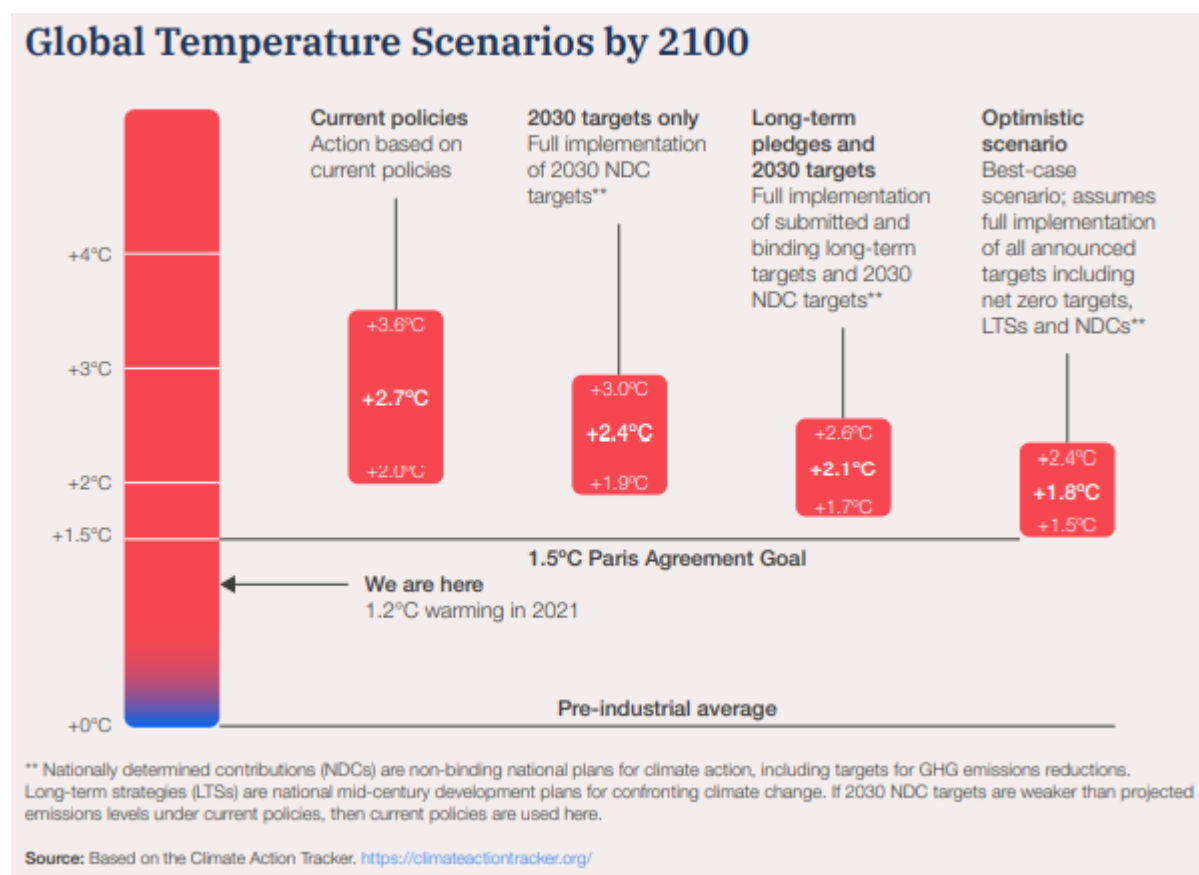 Global Temperature Scenarios by 2100
Current policies
Action based on
current policies
2030 targets only
Full implementation
of 2030 NDC
targets**
Long-term
pledges and
2030 targets
Full implementation
of submitted and
binding long-term
targets and 2030
NDC targets**
Optimistic
scenario
Best-case
scenario; assumes
full implementation
of all announced
targets including
net zero targets,
LTSs and NDCs**
+4°C
+3°C
+2°C
+1.5°C
+0°C
+3.6°C
+2.7°C
+2.0°C
+3.0°C
+2.4°C
+1.9°C
+2.6°C
+2.1°C
+1.7°C
+2.4°C
+1.8°C
+1.5°C
1.5°C Paris Agreement Goal
We are here
1.2°C warming in 2021
Pre-industrial average
** Nationally determined contributions (NDCs) are non-binding national plans for climate action, including targets for GHG emissions reductions.
Long-term strategies (LTSs) are national mid-century development plans for confronting climate change. If 2030 NDC targets are weaker than projected
emissions levels under current policies, then current policies are used here.
Source: Based on the Climate Action Tracker. https://climateactiontracker.org/